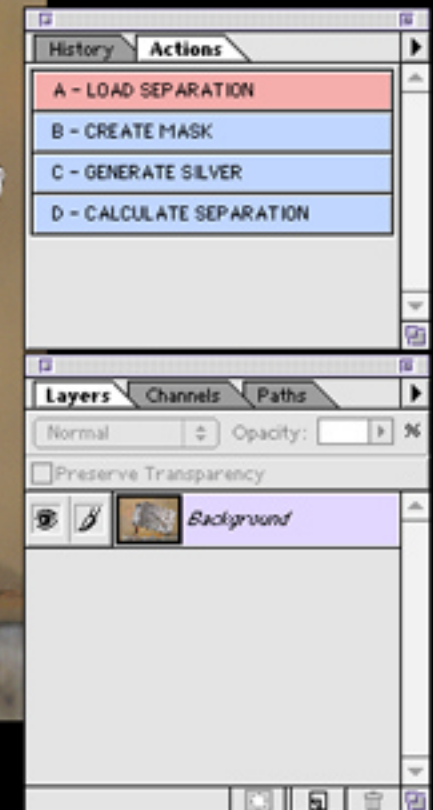 History Actions
A - LOAD SEPARATION
B - CREATE MASK
C - GENERATE SILVER
D - CALCULATE SEPARATION
Layers Channels Paths
Normal Opacity: %
Preserve Transparency
Background